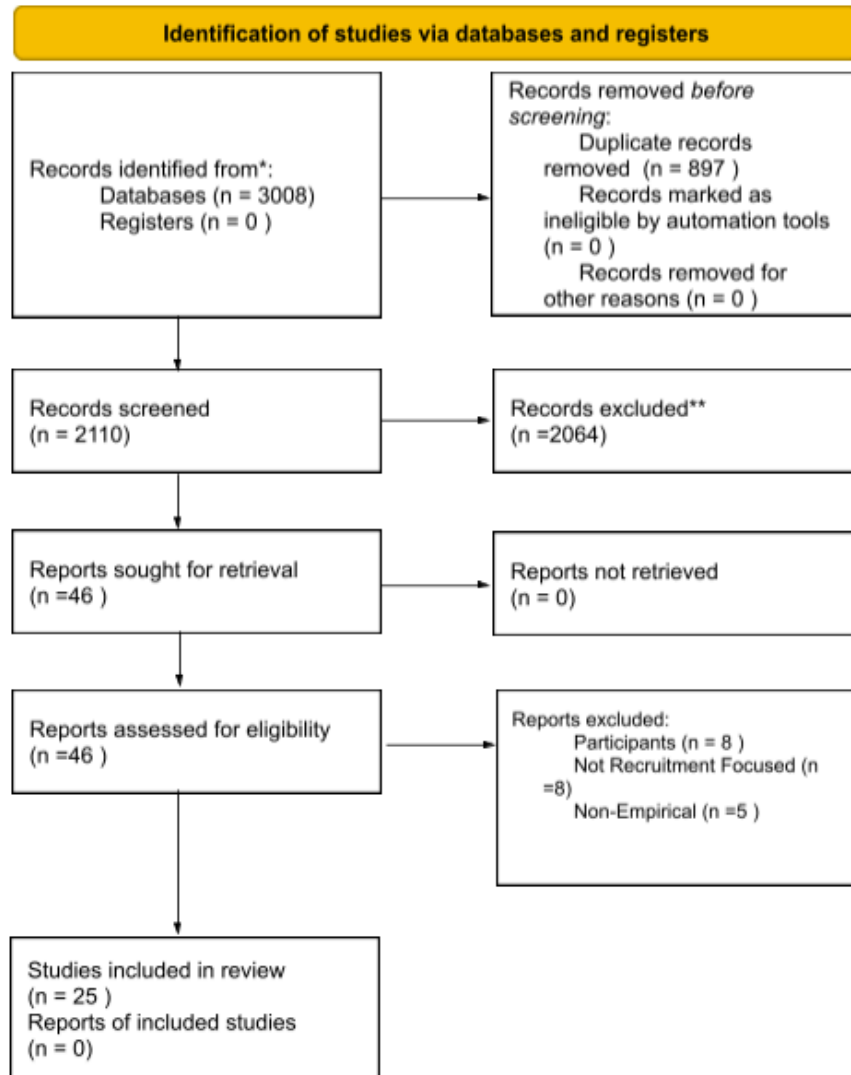 Identification of studies via databases and registers
Records identified from*:
Databases (n = 3008)
Registers (n = 0 )
Records removed before
screening:
Duplicate records
removed  (n = 897 )
Records marked as
ineligible by automation tools
(n = 0 )
Records removed for
other reasons (n = 0 )
Records screened
(n = 2110)
Records excluded**
(n =2064)
Reports sought for retrieval
(n =46 )
Reports not retrieved
(n = 0)
Reports assessed for eligibility
(n =46 )
Reports excluded:
Participants (n = 8 )
Not Recruitment Focused (n
=8)
Non-Empirical (n =5 )
Studies included in review
(n = 25 )
Reports of included studies
(n = 0)